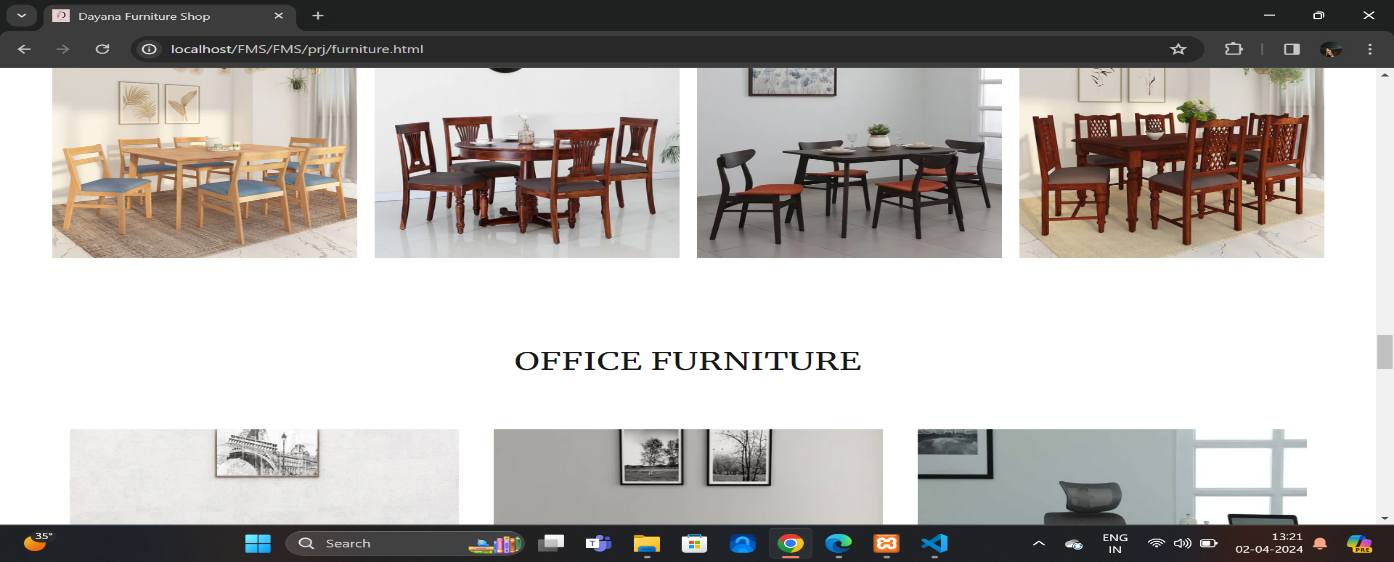 Dayana Furniture Shop
localhost/FMS/FMS/prj/furniture.html
OFFICE FURNITURE
35°
Search
ENG
IN
13:21
02-04-2024
PRE